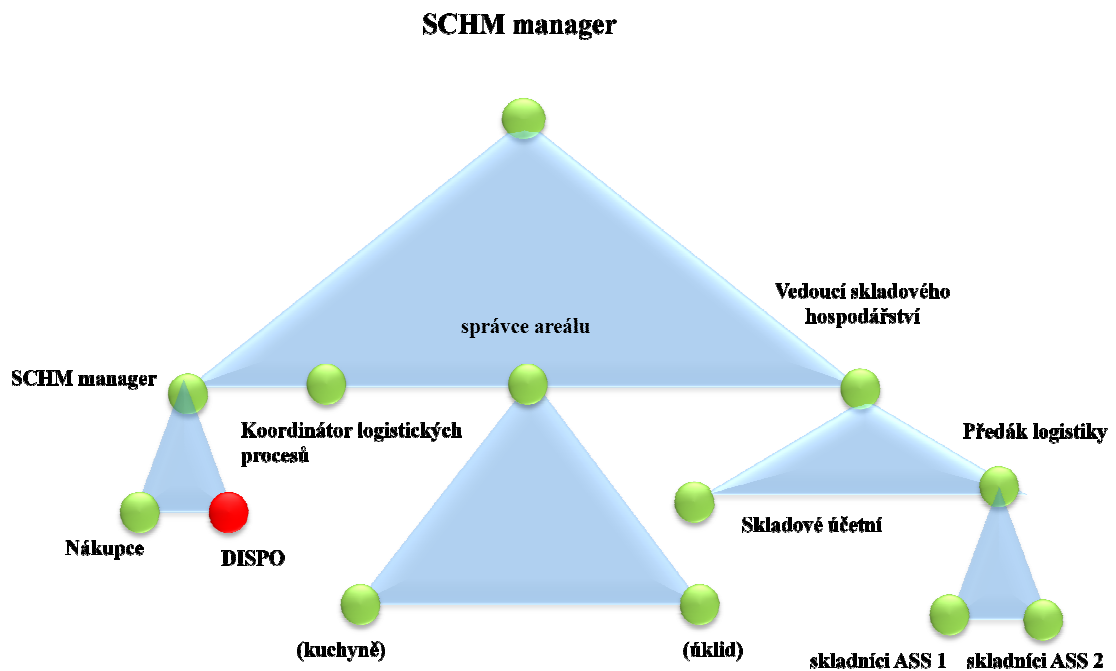 SCHM manager
Vedoucí skladového
hospodářství
správce areálu
SCHM manager
Koordinátor logistických
procesů
Předák logistiky
Skladové účetní
Nákupce
DISPO
(kuchyně)
(úklid)
skladníci ASS 1
skladníci ASS 2